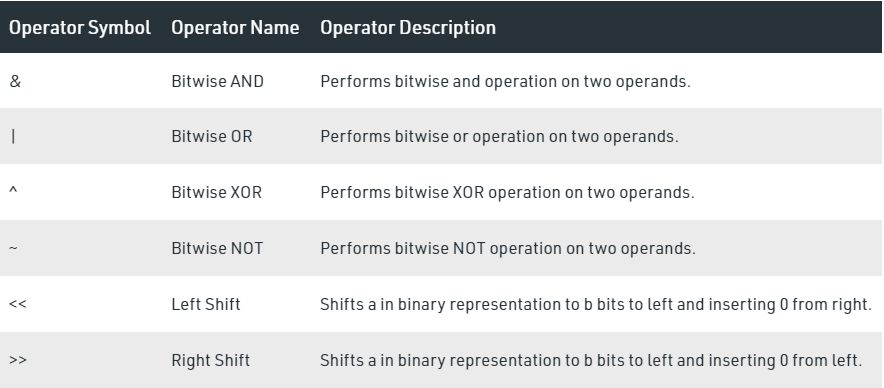 Operator Symbol Operator Name Operator Description
& Bitwise AND Performs bitwise and operation on two operands.
| Bitwise OR Performs bitwise or operation on two operands.
^ Bitwise XOR Performs bitwise XOR operation on two operands.
~ Bitwise NOT Performs bitwise NOT operation on two operands.
<< Left Shift Shifts a in binary representation to b bits to left and inserting 0 from right.
>> Right Shift Shifts a in binary representation to b bits to left and inserting 0 from left.